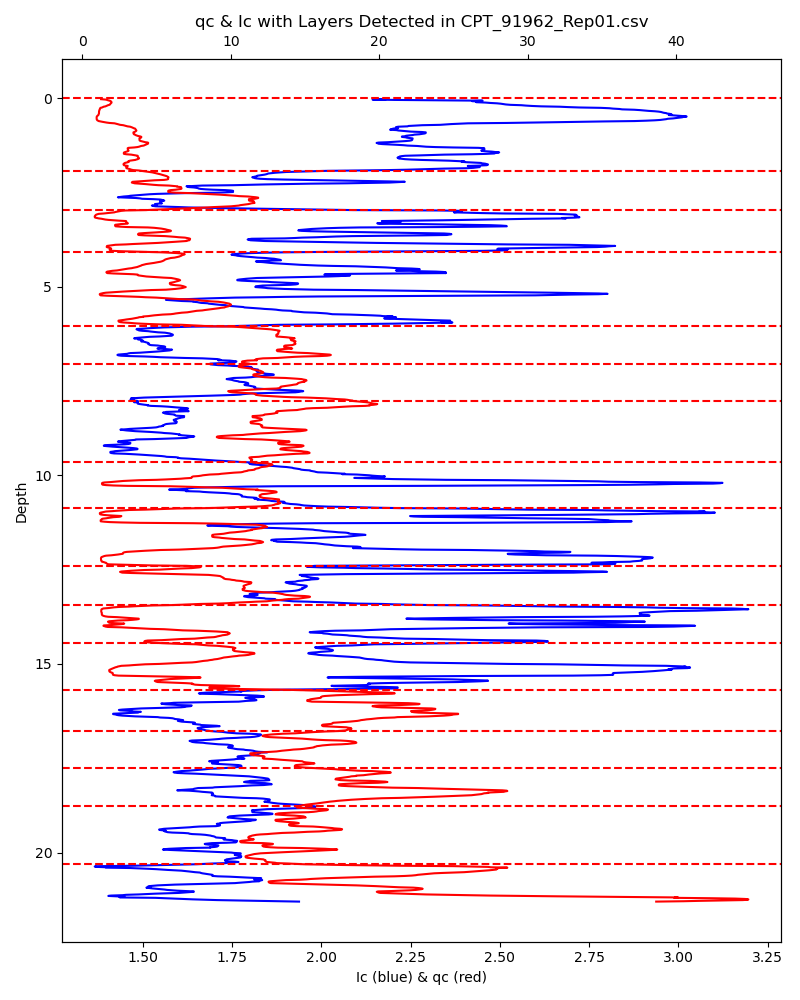 qc & Ic with Layers Detected in CPT_91962_Rep01.csv
0 10 20 30 40
0
5
10
15
20
Depth
1.50 1.75 2.00 2.25 2.50 2.75 3.00 3.25
Ic (blue) & qc (red)